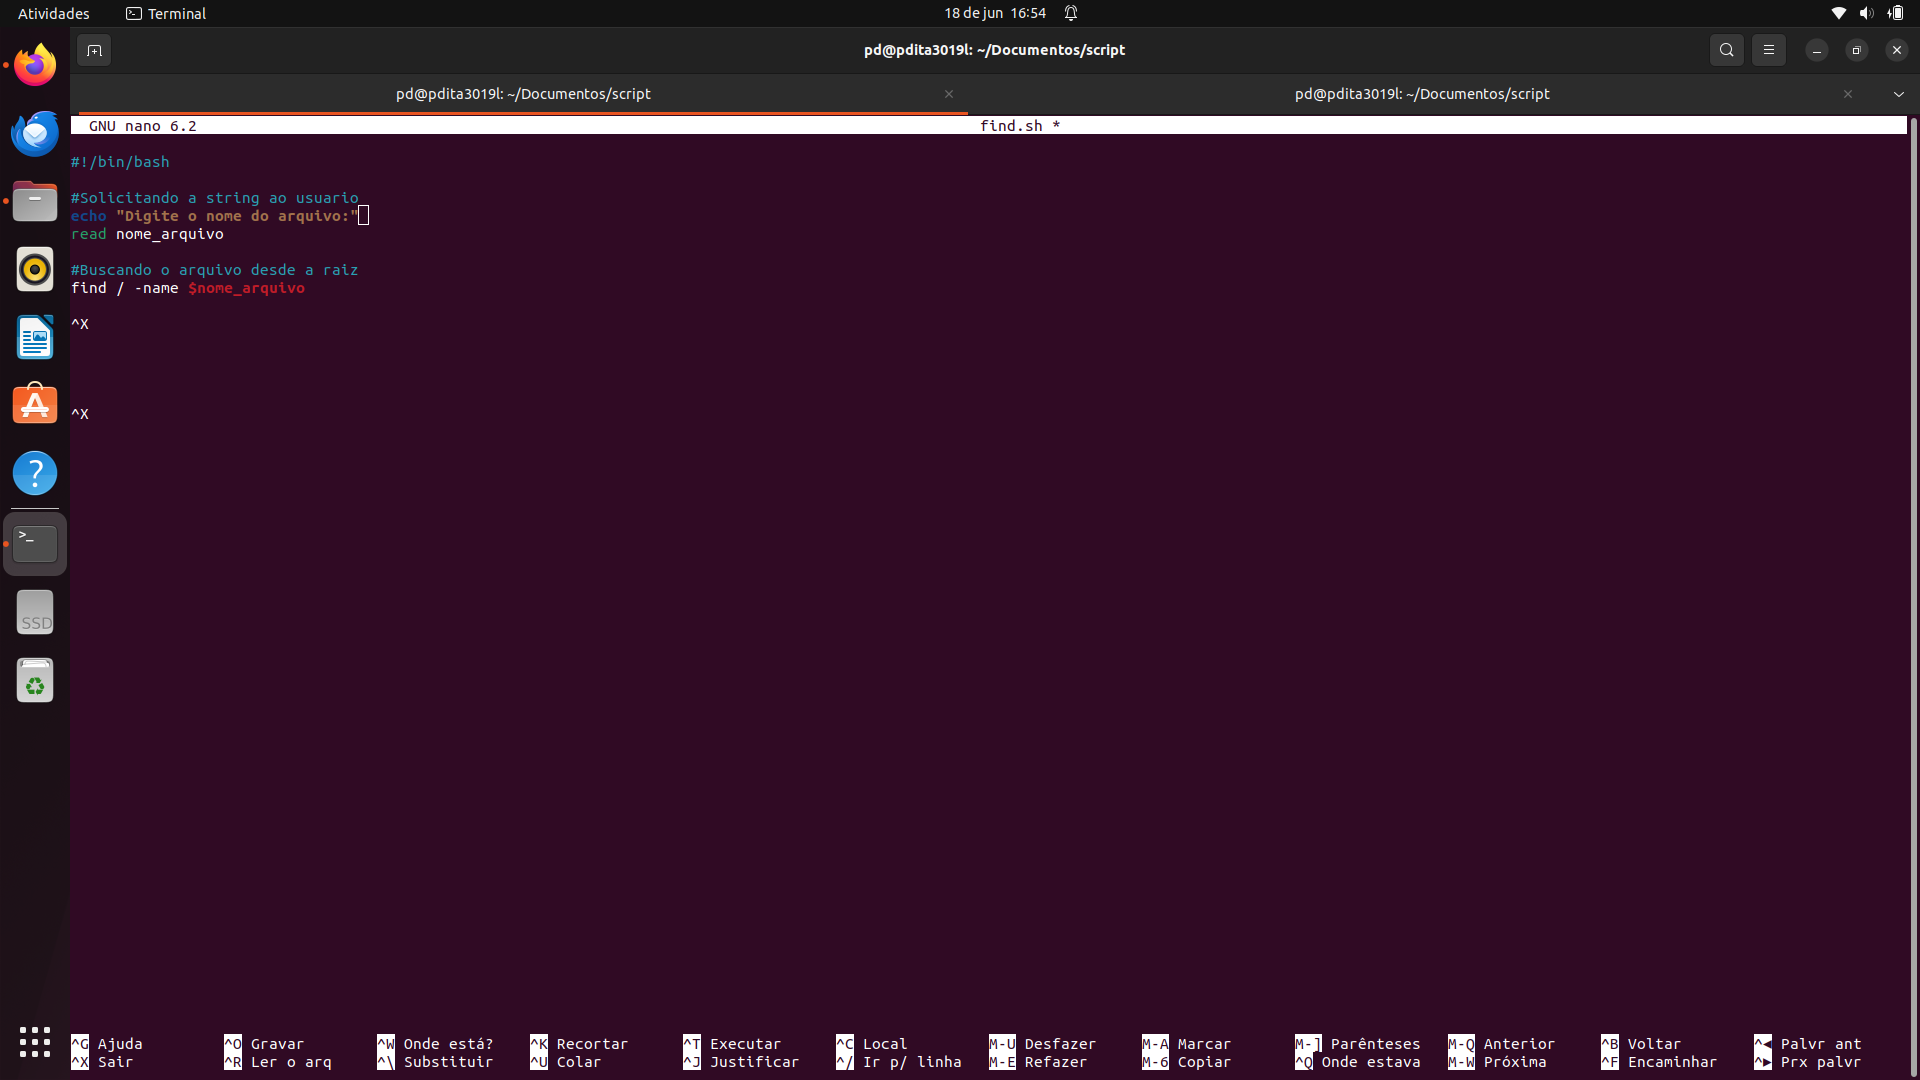 Atividades
Terminal
18 de jun 16:54
pd@pdita3019l: ~/Documentos/script
pd@pdita3019l: ~/Documentos/script
pd@pdita3019l: ~/Documentos/script
GNU nano 6.2
find.sh *
#!/bin/bash
#Solicitando a string ao usuario
echo "Digite o nome do arquivo:"
read nome_arquivo
#Buscando o arquivo desde a raiz
find / -name $nome_arquivo
^X
^X
SSD
^G Ajuda ^O Gravar ^W Onde está? ^K Recortar ^T Executar ^C Local M-U Desfazer M-A Marcar M-] Parênteses M-Q Anterior ^B Voltar ^◀ Palvr ant
^X Sair ^R Ler o arq ^\ Substituir ^U Colar ^J Justificar ^/ Ir p/ linha M-E Refazer M-6 Copiar ^Q Onde estava M-W Próxima ^F Encaminhar ^▶ Prx palvr